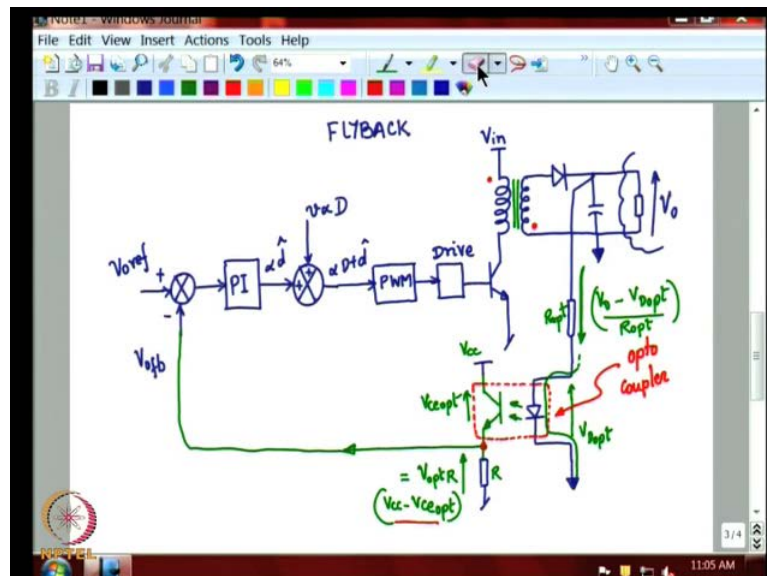 Note1 - Windows Journal
File Edit View Insert Actions Tools Help
64%
B I
FLYBACK
Vin
vαD
Voref + αd̂ + + αD+d̂ Drive
PI PWM
-
Vofb
Vo
Ropt (Vo - VDopt) / Ropt
Vcc
opto
coupler
Vceopt
VDopt
= VoptR R
(Vcc - Vceopt)
3/4
NPTEL
11:05 AM